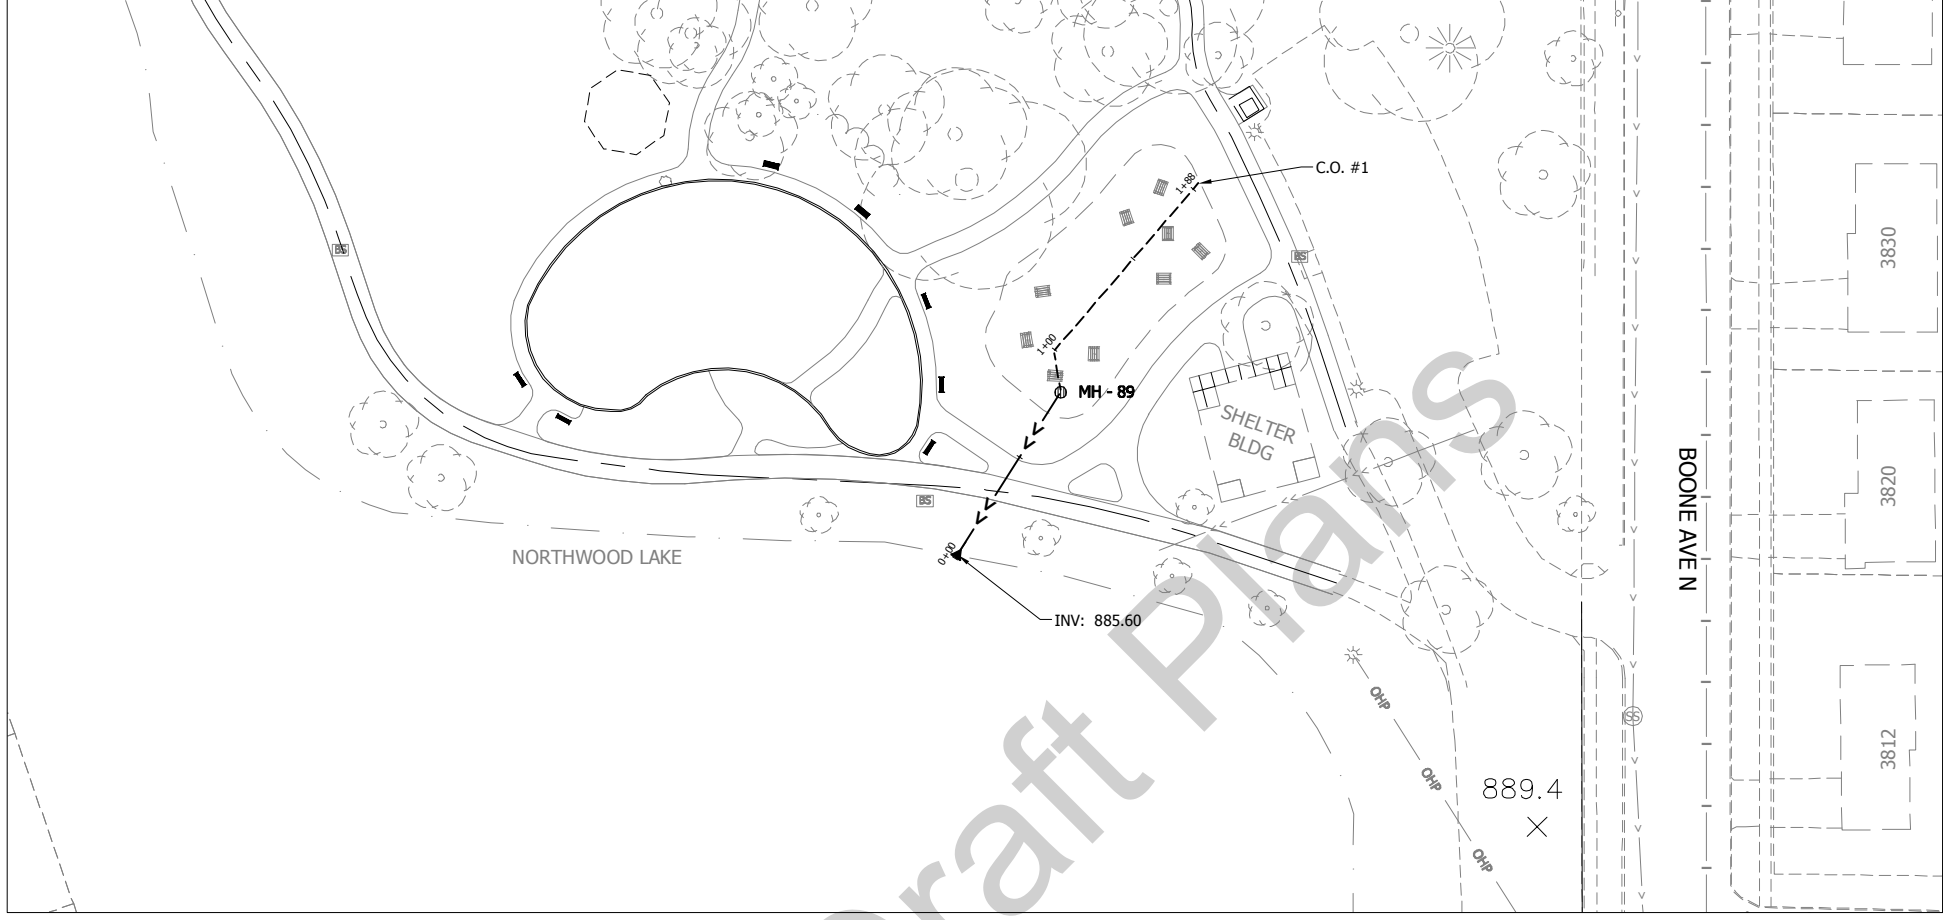 C.O. #1
1+88
BS
BS
3830
1+00
MH - 89
SHELTER
BLDG
BOONE AVE N
3820
BS
NORTHWOOD LAKE
0+00
INV: 885.60
Draft Plans
OHP
SS
3812
OHP
889.4
OHP